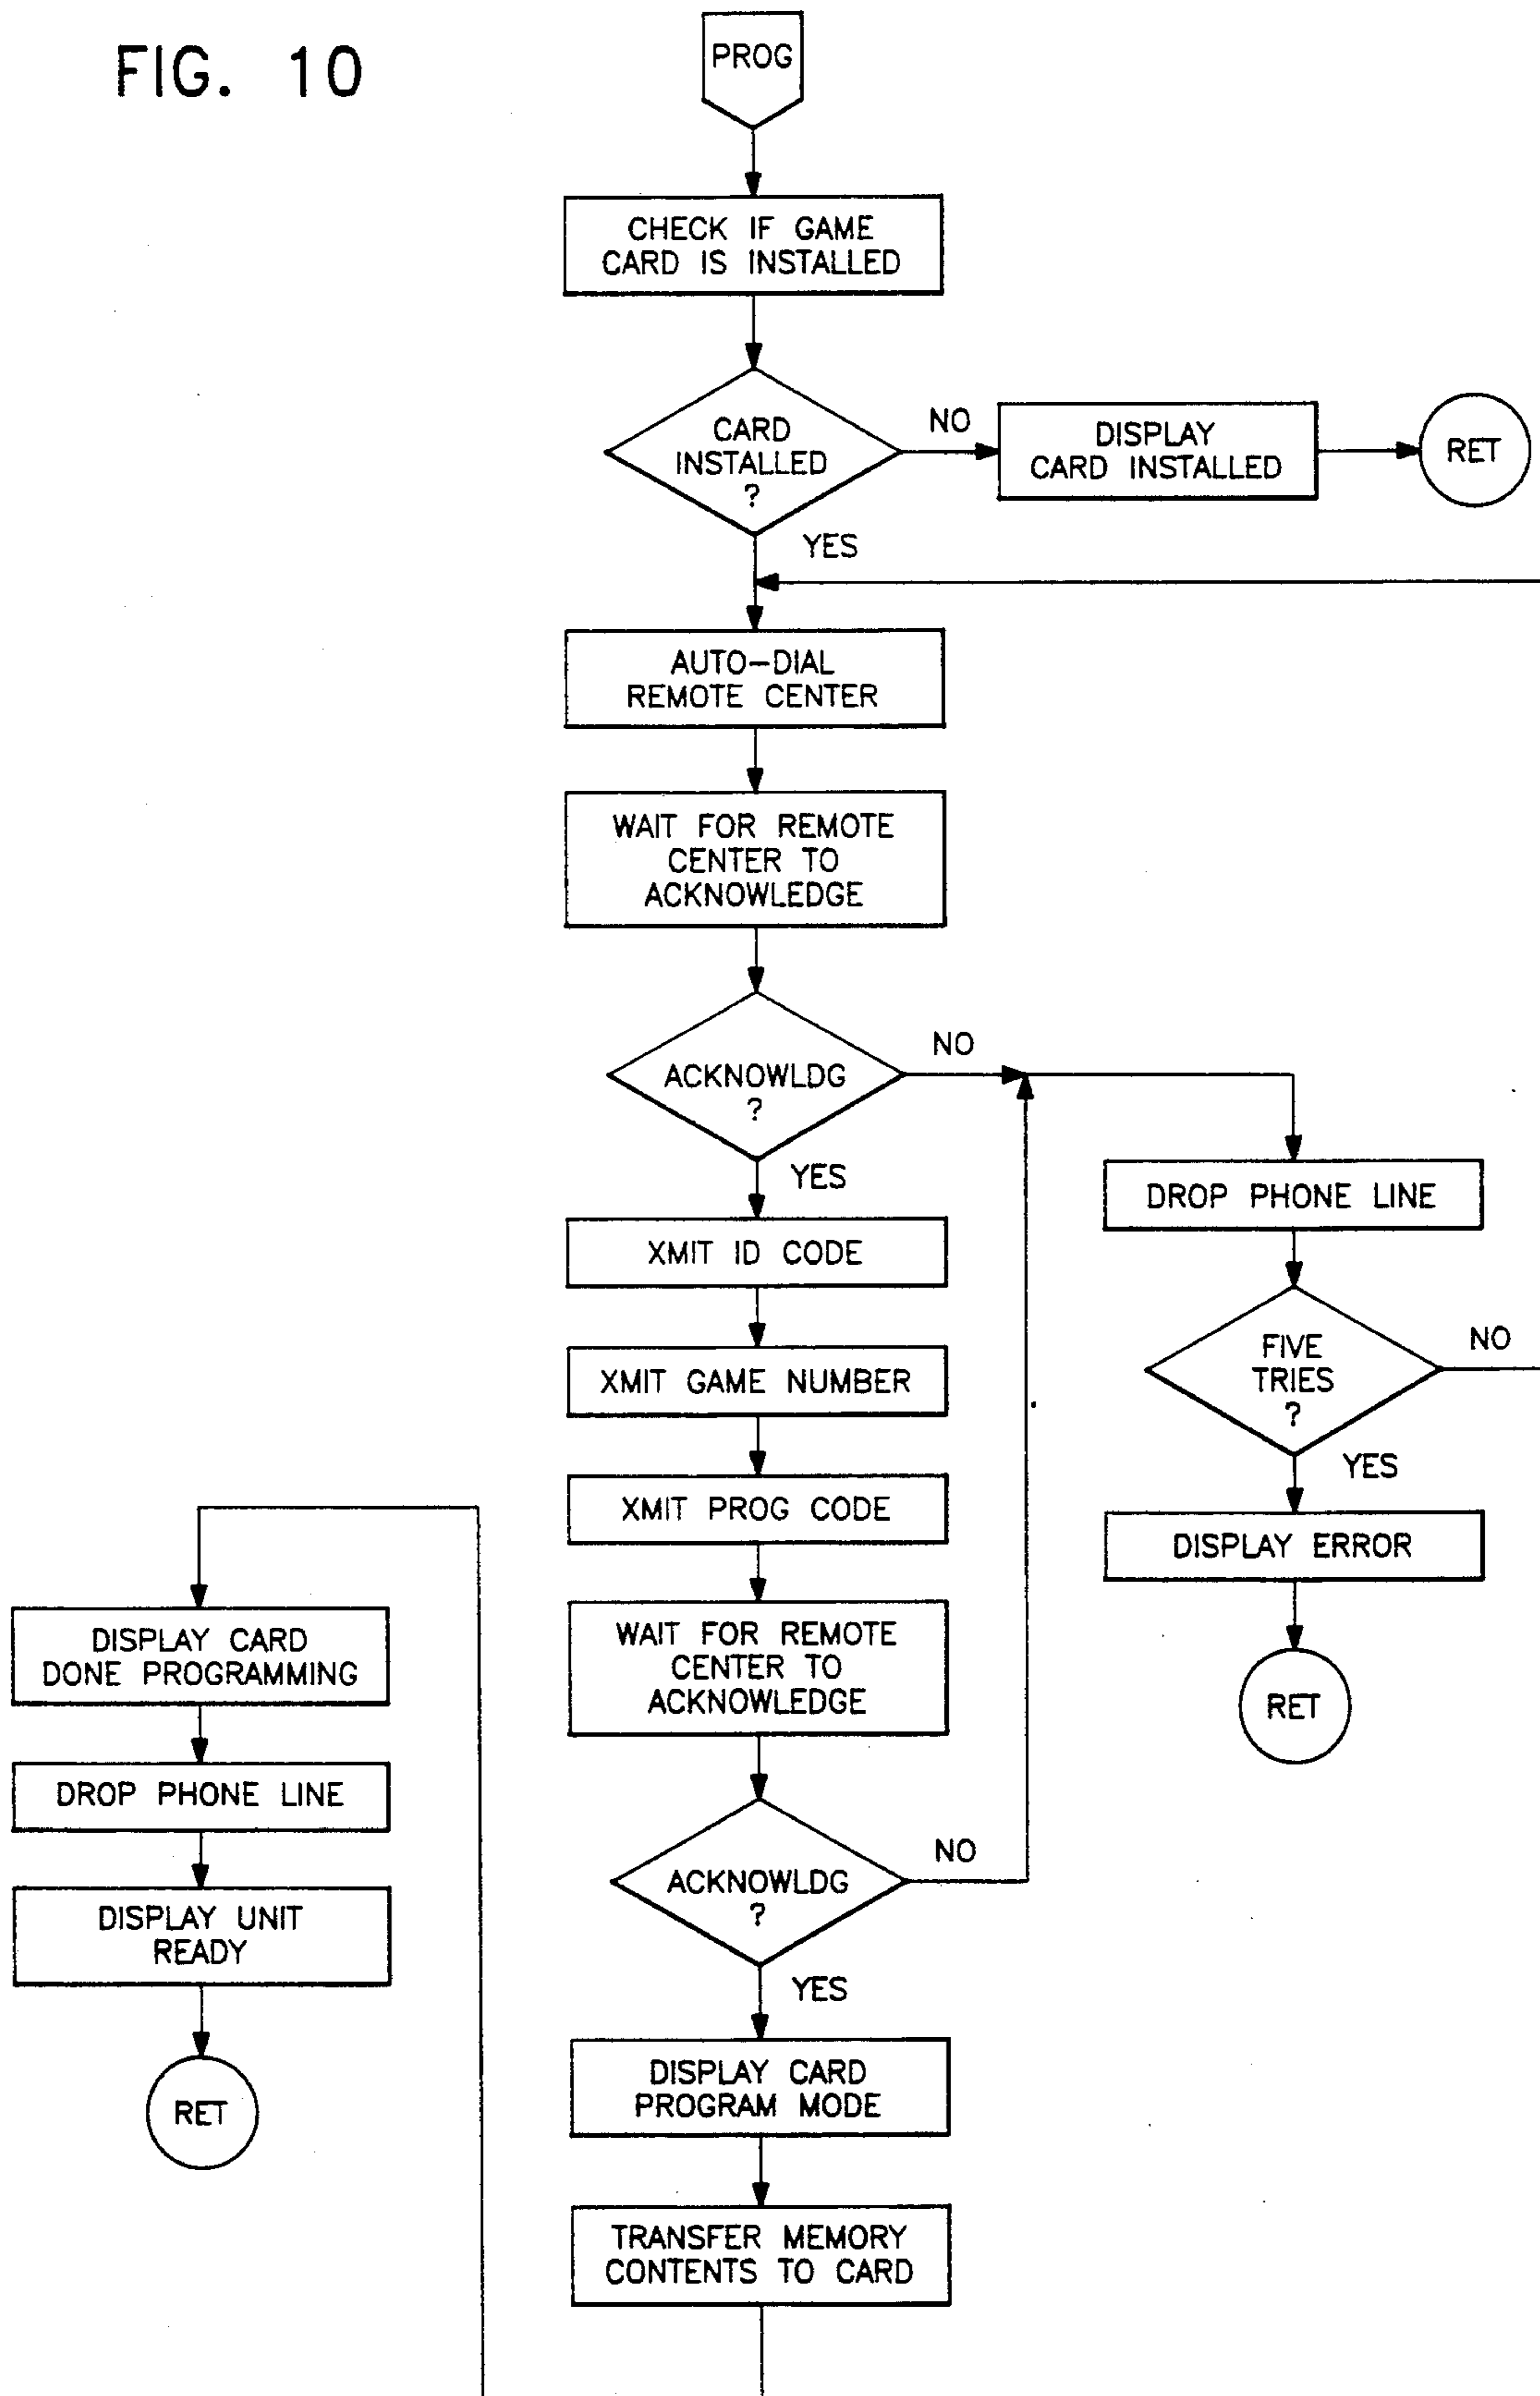 FIG. 10
PROG
CHECK IF GAME
CARD IS INSTALLED
CARD
INSTALLED
?
NO
DISPLAY
CARD INSTALLED
RET
YES
AUTO-DIAL
REMOTE CENTER
WAIT FOR REMOTE
CENTER TO
ACKNOWLEDGE
ACKNOWLDG
?
NO
YES
XMIT ID CODE
XMIT GAME NUMBER
XMIT PROG CODE
WAIT FOR REMOTE
CENTER TO
ACKNOWLEDGE
ACKNOWLDG
?
NO
YES
DISPLAY CARD
PROGRAM MODE
TRANSFER MEMORY
CONTENTS TO CARD
DROP PHONE LINE
FIVE
TRIES
?
NO
YES
DISPLAY ERROR
RET
DISPLAY CARD
DONE PROGRAMMING
DROP PHONE LINE
DISPLAY UNIT
READY
RET